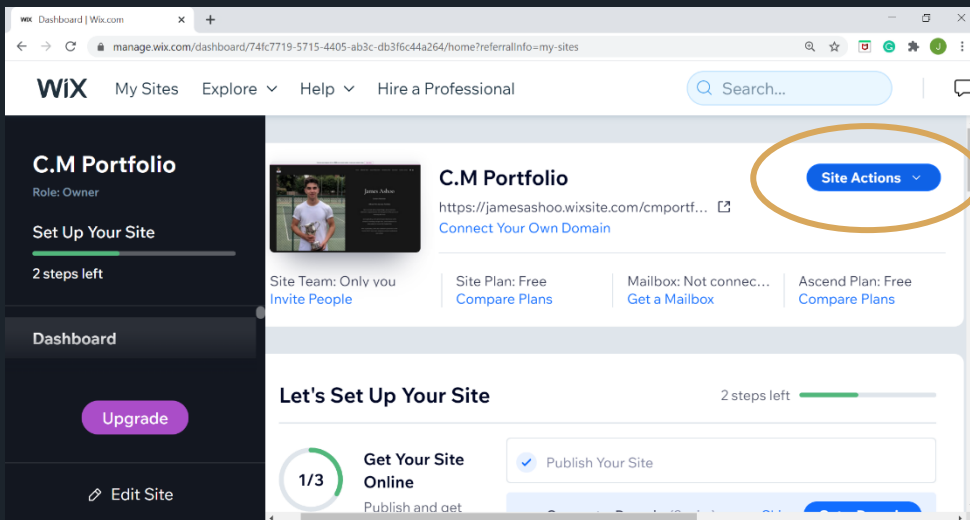 WIX Dashboard | Wix.com
manage.wix.com/dashboard/74fc7719-5715-4405-ab3c-db3f6c44a264/home?referralInfo=my-sites
J
WIX My Sites Explore Help Hire a Professional Search...
C.M Portfolio
Role: Owner
Set Up Your Site
2 steps left
Dashboard
Upgrade
Edit Site
James Ashoo
C.M Portfolio
Site Actions
https://jamesashoo.wixsite.com/cmportf...
Connect Your Own Domain
Site Team: Only you
Invite People
Site Plan: Free
Compare Plans
Mailbox: Not connec...
Get a Mailbox
Ascend Plan: Free
Compare Plans
Let's Set Up Your Site
2 steps left
1/3
Get Your Site
Online
Publish and get
Publish Your Site